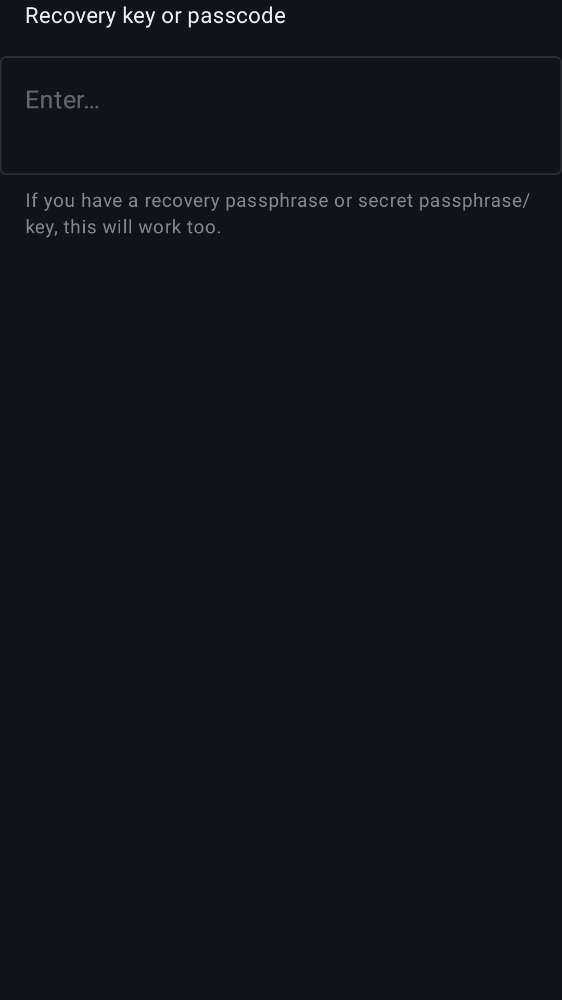 Recovery key or passcode
Enter…
If you have a recovery passphrase or secret passphrase/
key, this will work too.